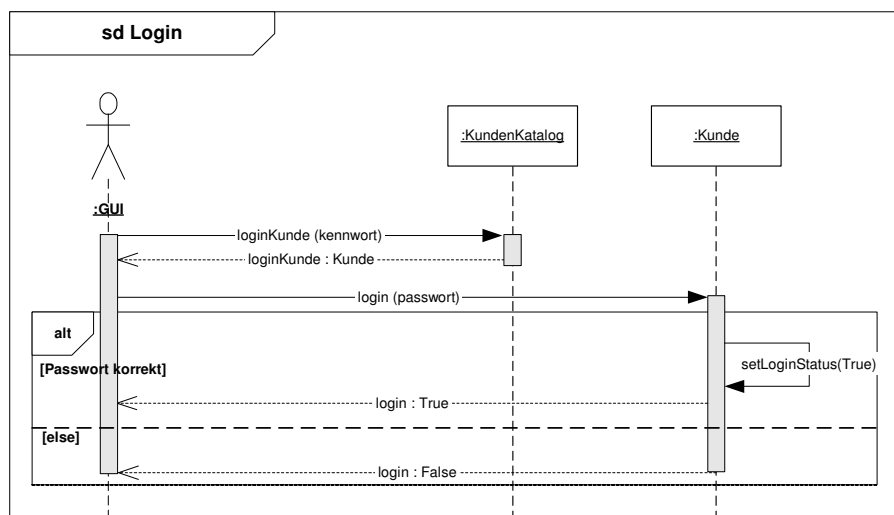 sd Login
:KundenKatalog
:Kunde
:GUI
loginKunde (kennwort)
loginKunde : Kunde
login (passwort)
alt
[Passwort korrekt]
setLoginStatus(True)
login : True
[else]
login : False